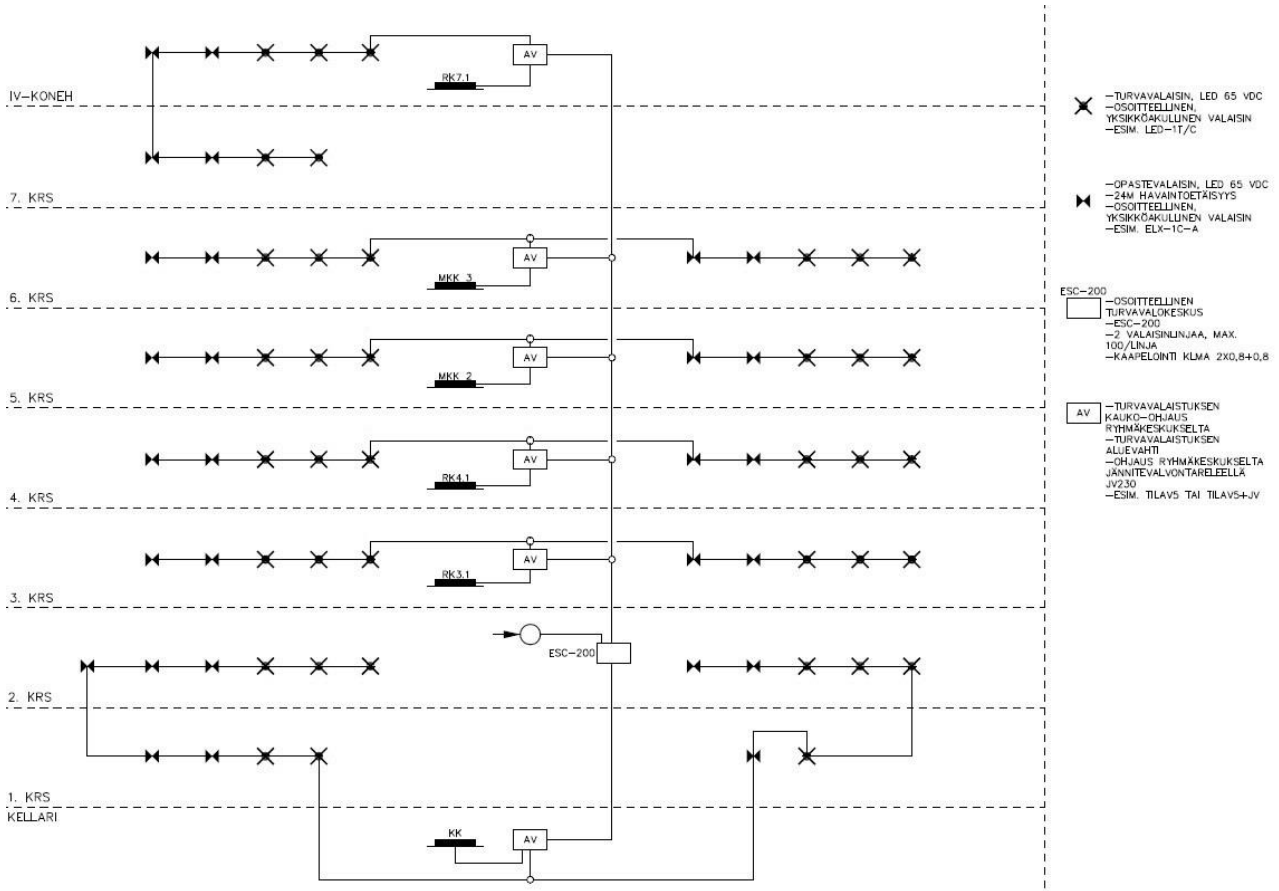 AV
RK7.1
IV-KONEH
7. KRS
AV
MKK 3
6. KRS
AV
MKK 2
5. KRS
AV
RK4.1
4. KRS
AV
RK3.1
3. KRS
ESC-200
2. KRS
1. KRS
KELLARI
KK
AV
-TURVAVALAISIN, LED 65 VDC
-OSOITTEELLINEN,
YKSIKKÖAKULLINEN VALAISIN
-ESIM. LED-1T/C
-OPASTEVALAISIN, LED 65 VDC
-24M HAVAINTOETÄISYYS
-OSOITTEELLINEN,
YKSIKKÖAKULLINEN VALAISIN
-ESIM. ELX-1C-A
ESC-200
-OSOITTEELLINEN
TURVAVALOKESKUS
-ESC-200
-2 VALAISINLINJAA, MAX.
100/LINJA
-KAAPELOINTI KLMA 2X0,8+0,8
AV
-TURVAVALAISTUKSEN
KAUKO-OHJAUS
RYHMÄKESKUKSELTA
-TURVAVALAISTUKSEN
ALUEVAHTI
-OHJAUS RYHMÄKESKUKSELTA
JÄNNITEVALVONTARELEELLÄ
JV230
-ESIM. TILAV5 TAI TILAV5+JV